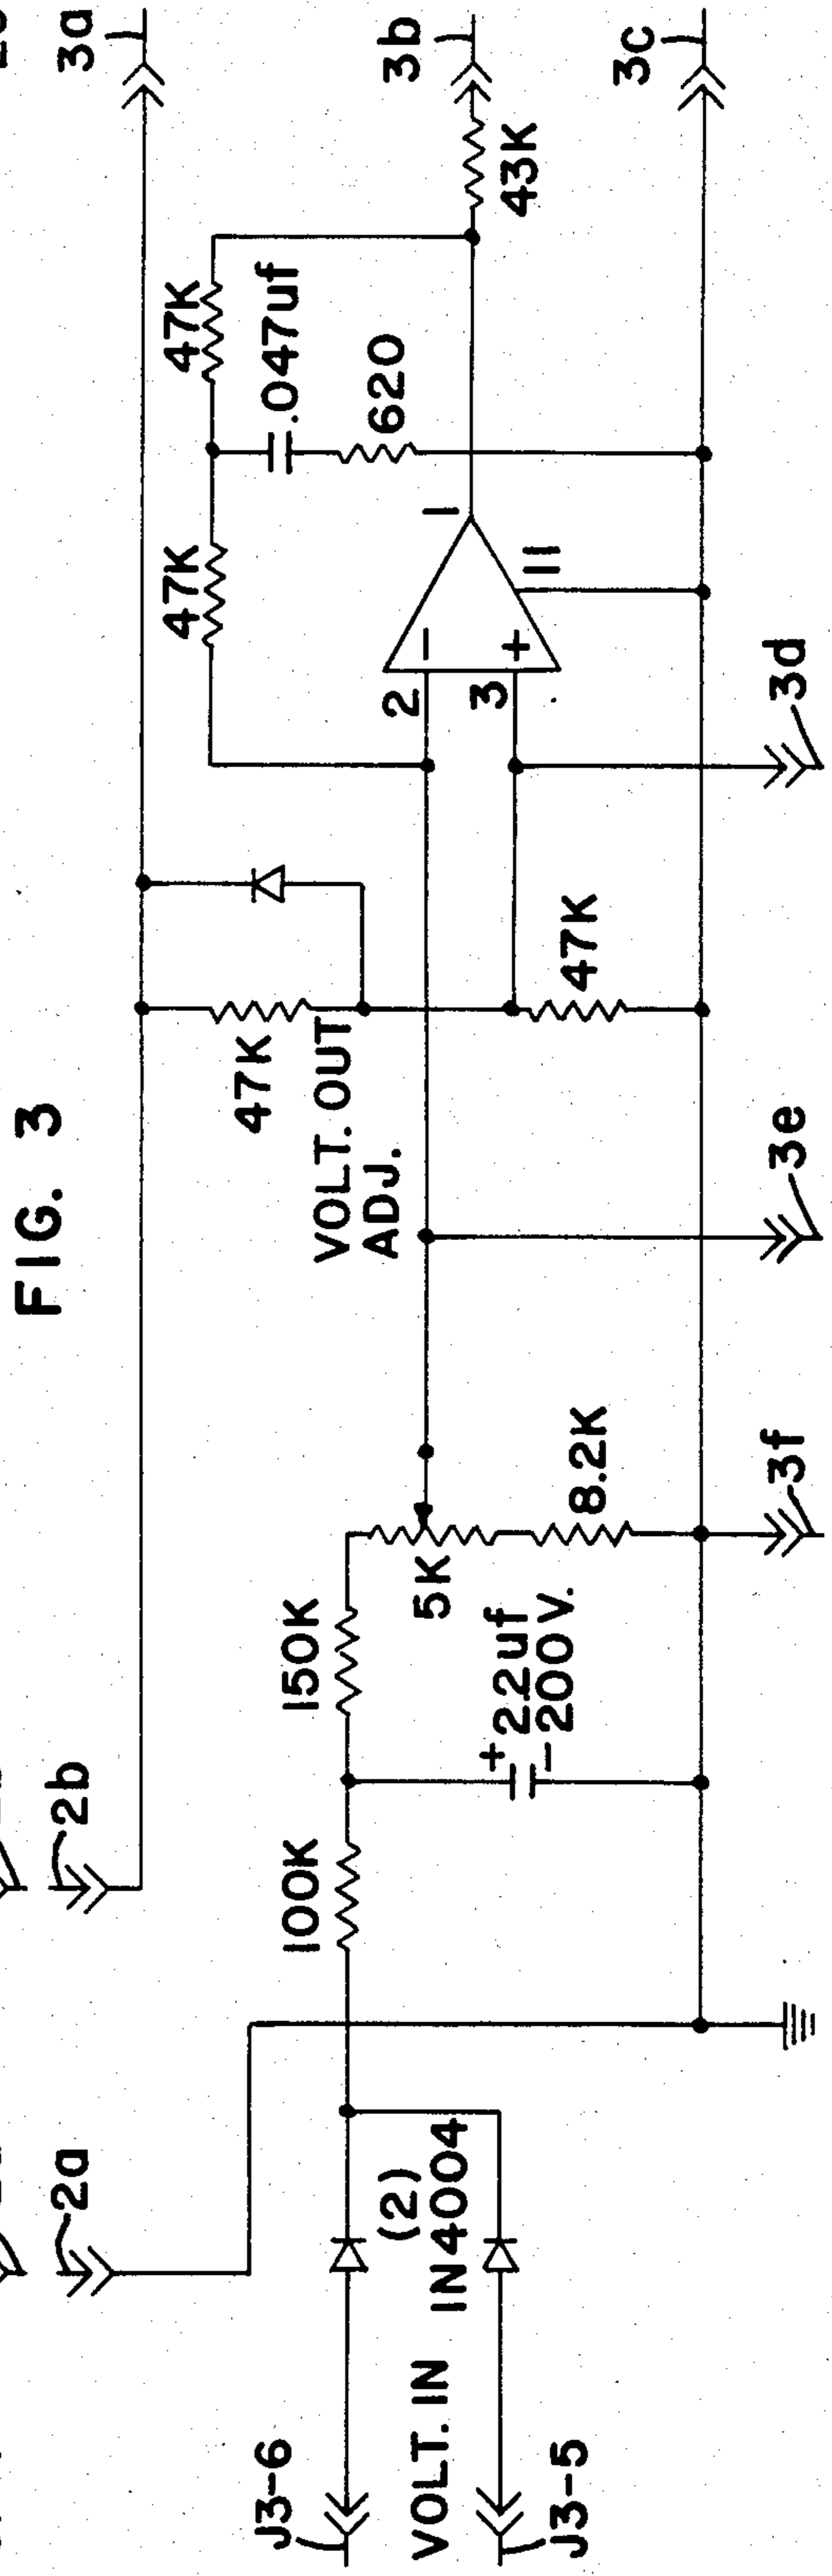 FIG. 3
3a
3b
3c
47K
47K
.047uf
620
43K
1
2
-
3
+
11
3d
47K
VOLT. OUT
ADJ.
47K
3e
2b
150K
5K
8.2K
3f
100K
+
22uf
-
200V.
2a
J3-6
VOLT. IN
(2)
IN4004
J3-5